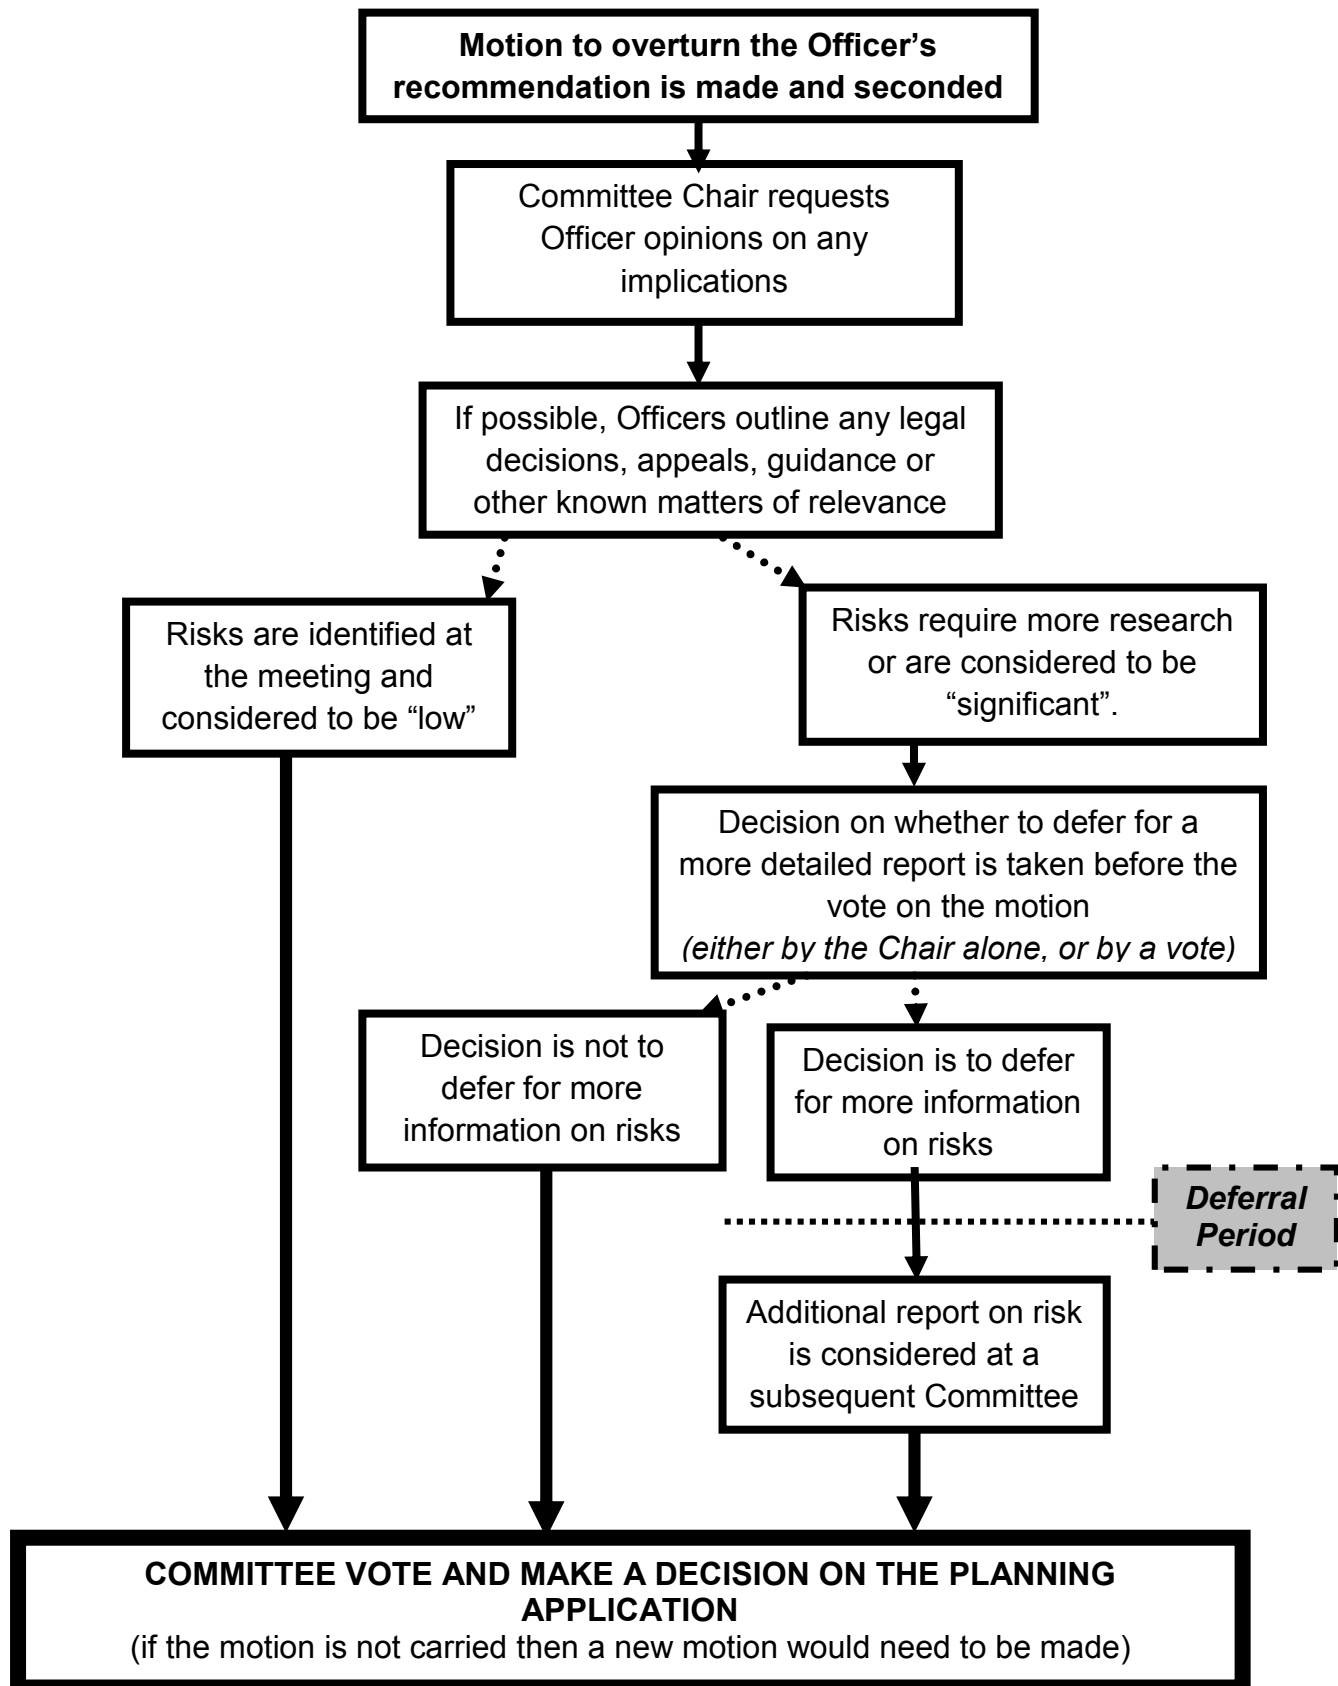 Motion to overturn the Officer’s
recommendation is made and seconded
Committee Chair requests
Officer opinions on any
implications
If possible, Officers outline any legal
decisions, appeals, guidance or
other known matters of relevance
Risks are identified at
the meeting and
considered to be “low”
Risks require more research
or are considered to be
“significant”.
Decision on whether to defer for a
more detailed report is taken before the
vote on the motion
(either by the Chair alone, or by a vote)
Decision is not to
defer for more
information on risks
Decision is to defer
for more information
on risks
Deferral
Period
Additional report on risk
is considered at a
subsequent Committee
COMMITTEE VOTE AND MAKE A DECISION ON THE PLANNING
APPLICATION
(if the motion is not carried then a new motion would need to be made)